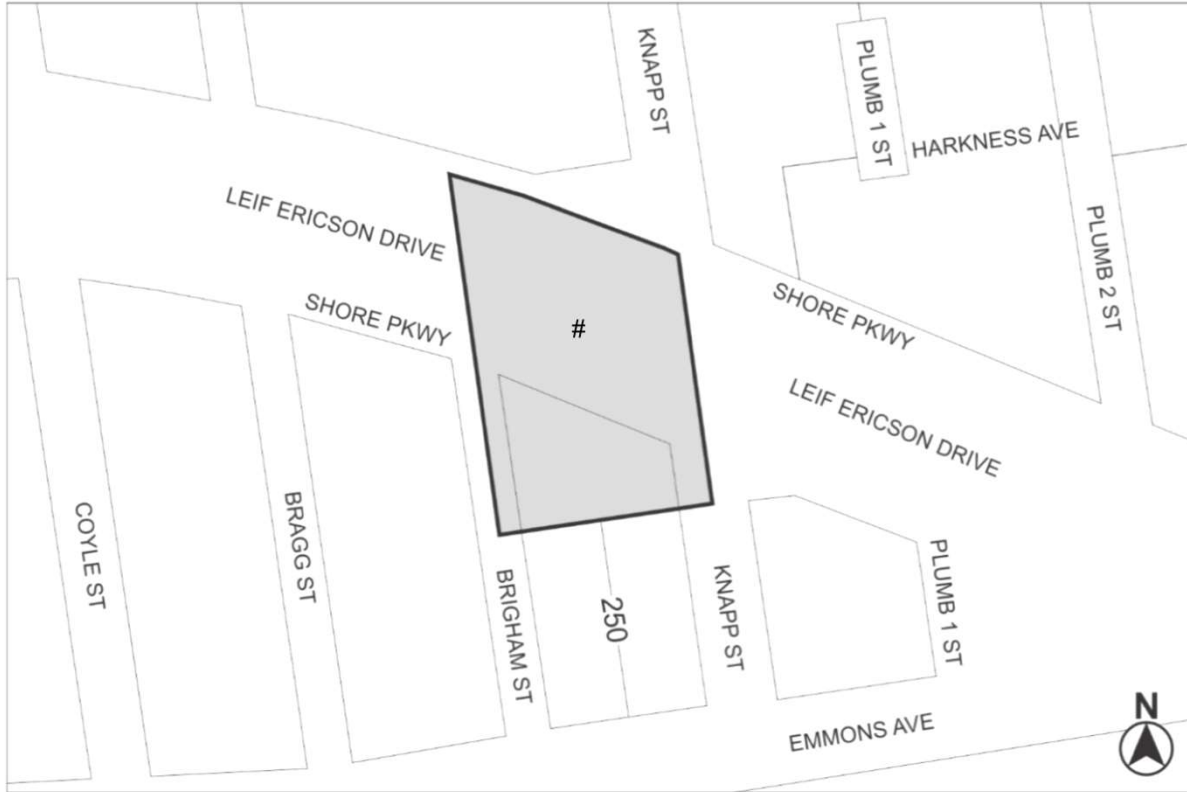 KNAPP ST
PLUMB 1 ST
HARKNESS AVE
LEIF ERICSON DRIVE
PLUMB 2 ST
SHORE PKWY
SHORE PKWY
#
LEIF ERICSON DRIVE
COYLE ST
BRAGG ST
BRIGHAM ST
250
KNAPP ST
PLUMB 1 ST
EMMONS AVE
N